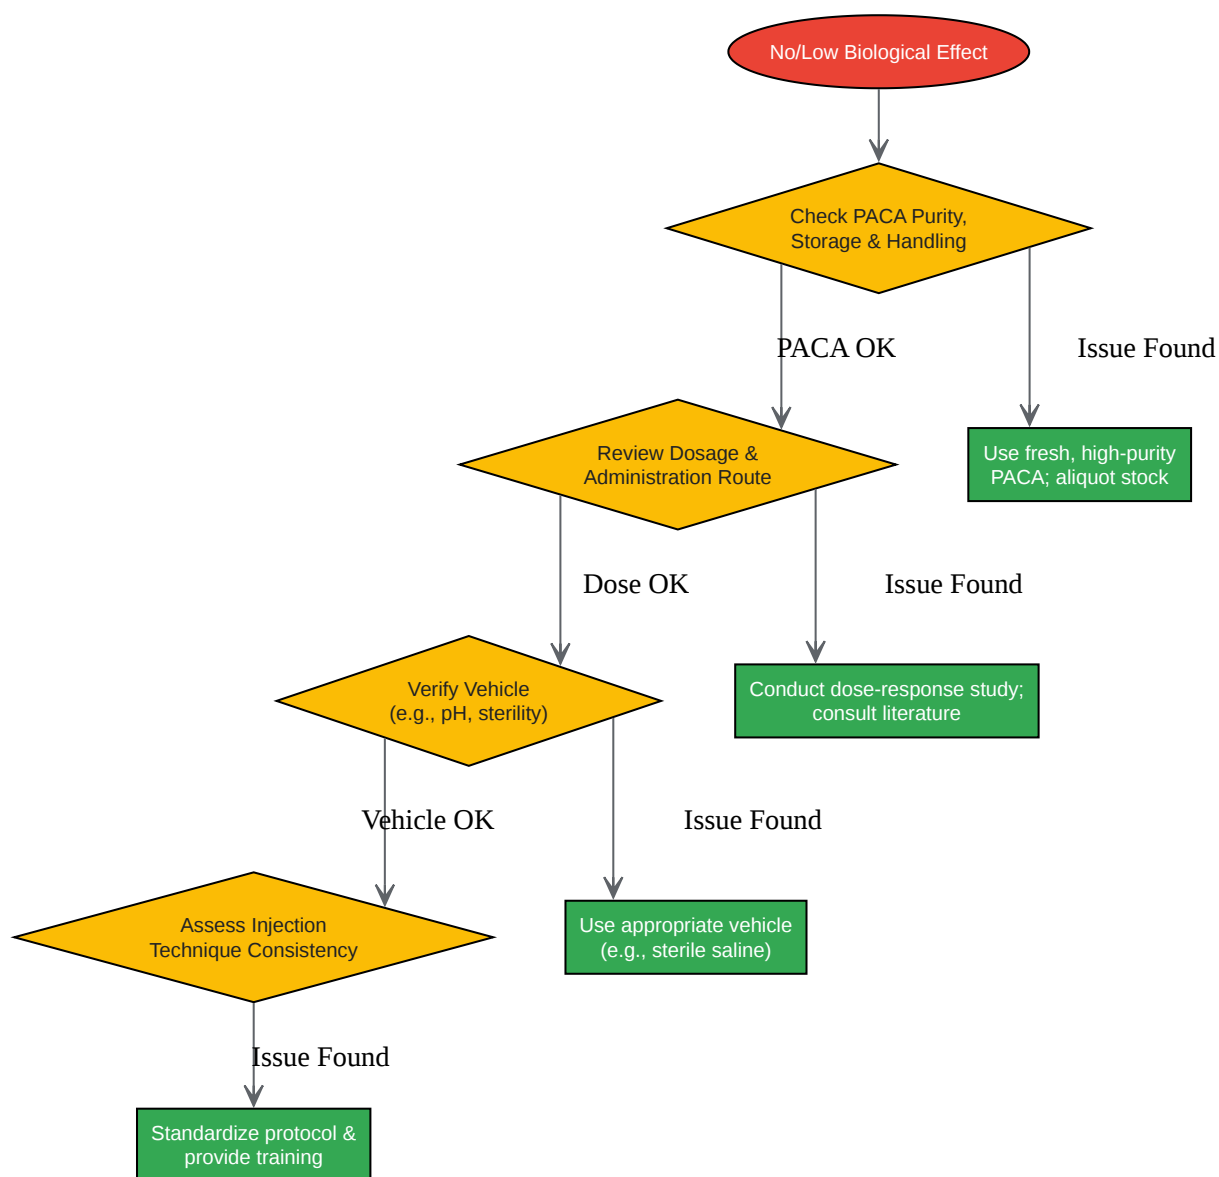 No/Low Biological Effect
Check PACA Purity,
Storage & Handling
PACA OK
Issue Found
Review Dosage &
Administration Route
Use fresh, high-purity
PACA; aliquot stock
Dose OK
Issue Found
Verify Vehicle
(e.g., pH, sterility)
Conduct dose-response study;
consult literature
Vehicle OK
Issue Found
Assess Injection
Technique Consistency
Use appropriate vehicle
(e.g., sterile saline)
Issue Found
Standardize protocol &
provide training